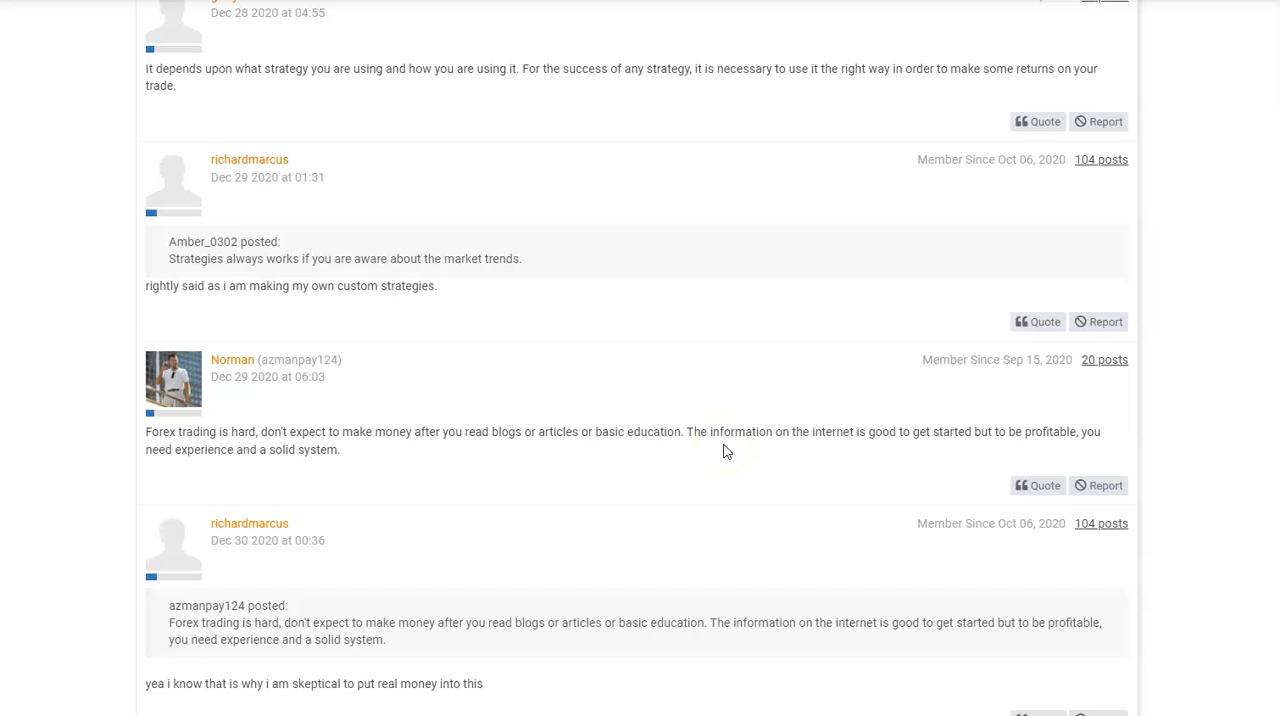 Dec 28 2020 at 04:55
It depends upon what strategy you are using and how you are using it. For the success of any strategy, it is necessary to use it the right way in order to make some returns on your
trade.
Quote Report
richardmarcus Member Since Oct 06, 2020 104 posts
Dec 29 2020 at 01:31
Amber_0302 posted:
Strategies always works if you are aware about the market trends.
rightly said as i am making my own custom strategies.
Quote Report
Norman (azmanpay124) Member Since Sep 15, 2020 20 posts
Dec 29 2020 at 06:03
Forex trading is hard, don't expect to make money after you read blogs or articles or basic education. The information on the internet is good to get started but to be profitable, you
need experience and a solid system.
Quote Report
richardmarcus Member Since Oct 06, 2020 104 posts
Dec 30 2020 at 00:36
azmanpay124 posted:
Forex trading is hard, don't expect to make money after you read blogs or articles or basic education. The information on the internet is good to get started but to be profitable,
you need experience and a solid system.
yea i know that is why i am skeptical to put real money into this